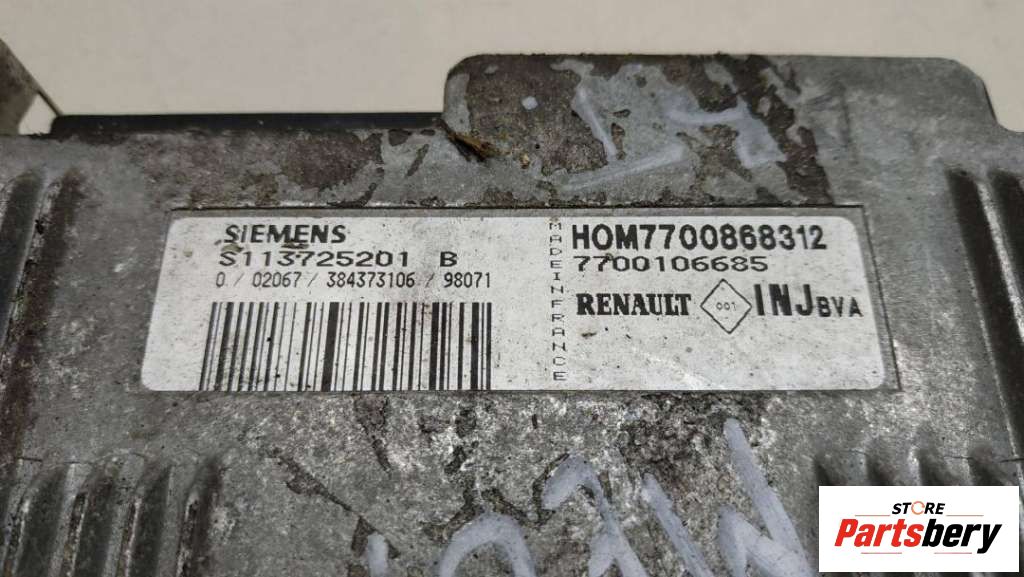 SIEMENS
S113725201 B
0 / 02067 / 384373106 / 98071
MADE IN FRANCE
HOM7700868312
7700106685
RENAULT 001 INJ BVA
STORE
Partsbery